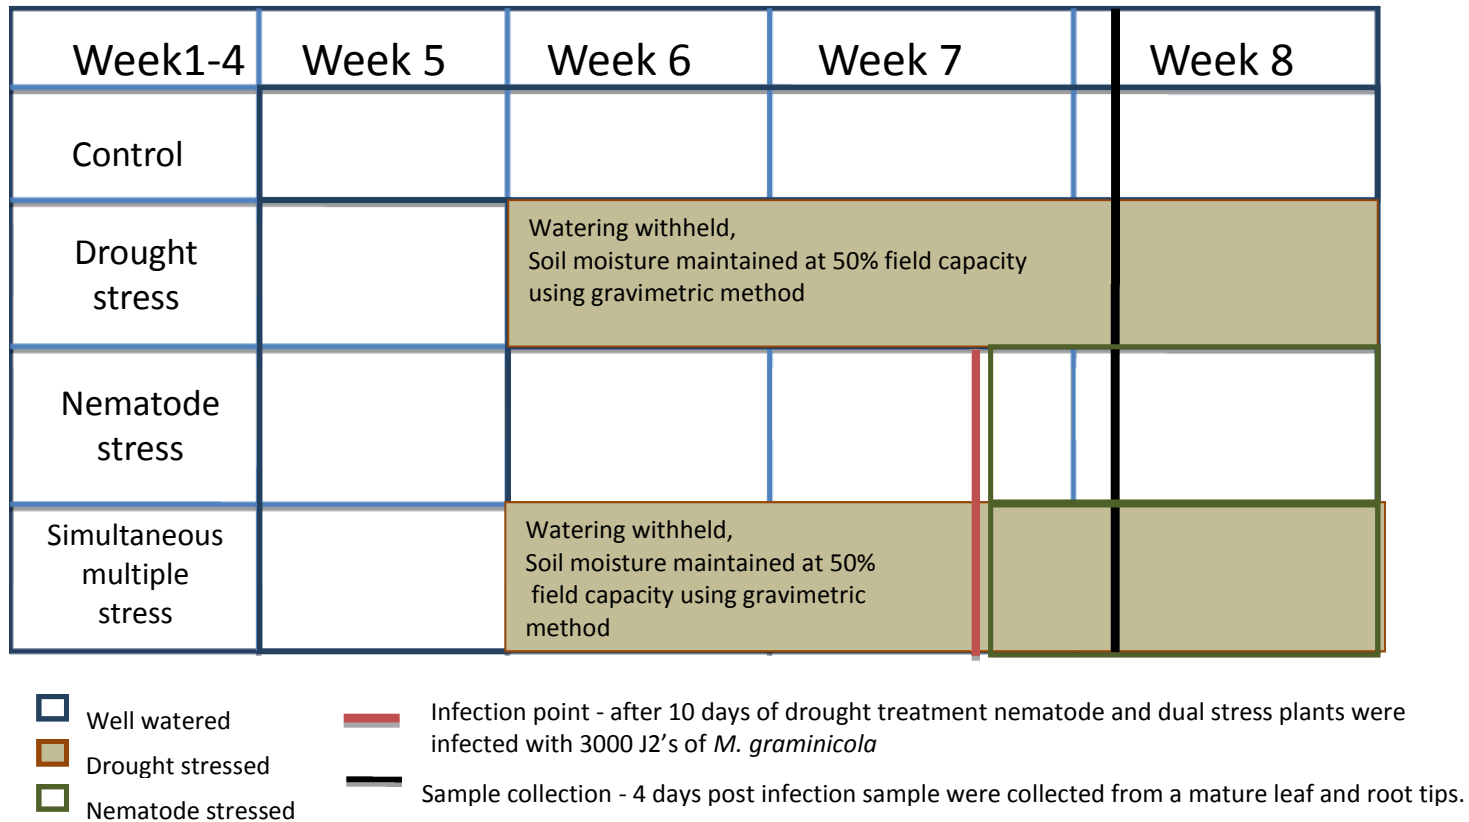 Week1-4 Week 5 Week 6 Week 7 Week 8
Control
Drought
stress
Watering withheld,
Soil moisture maintained at 50% field capacity
using gravimetric method
Nematode
stress
Simultaneous
multiple
stress
Watering withheld,
Soil moisture maintained at 50%
field capacity using gravimetric
method
Well watered
Drought stressed
Nematode stressed
Infection point - after 10 days of drought treatment nematode and dual stress plants were
infected with 3000 J2’s of M. graminicola
Sample collection - 4 days post infection sample were collected from a mature leaf and root tips.